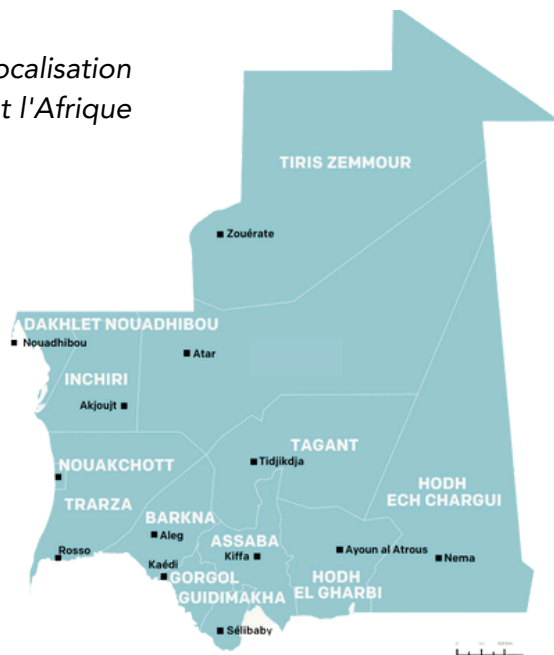 ocalisation
t l'Afrique
TIRIS ZEMMOUR
Zouérate
DAKHLET NOUADHIBOU
Nouadhibou
Atar
INCHIRI
Akjoujt
TAGANT
NOUAKCHOTT
Tidjikdja
HODH
ECH CHARGUI
TRARZA
BARKNA
Aleg
ASSABA
Ayoun al Atrous
Rosso
Kiffa
Nema
Kaédi
GORGOL
HODH
EL GHARBI
GUIDIMAKHA
Sélibaby